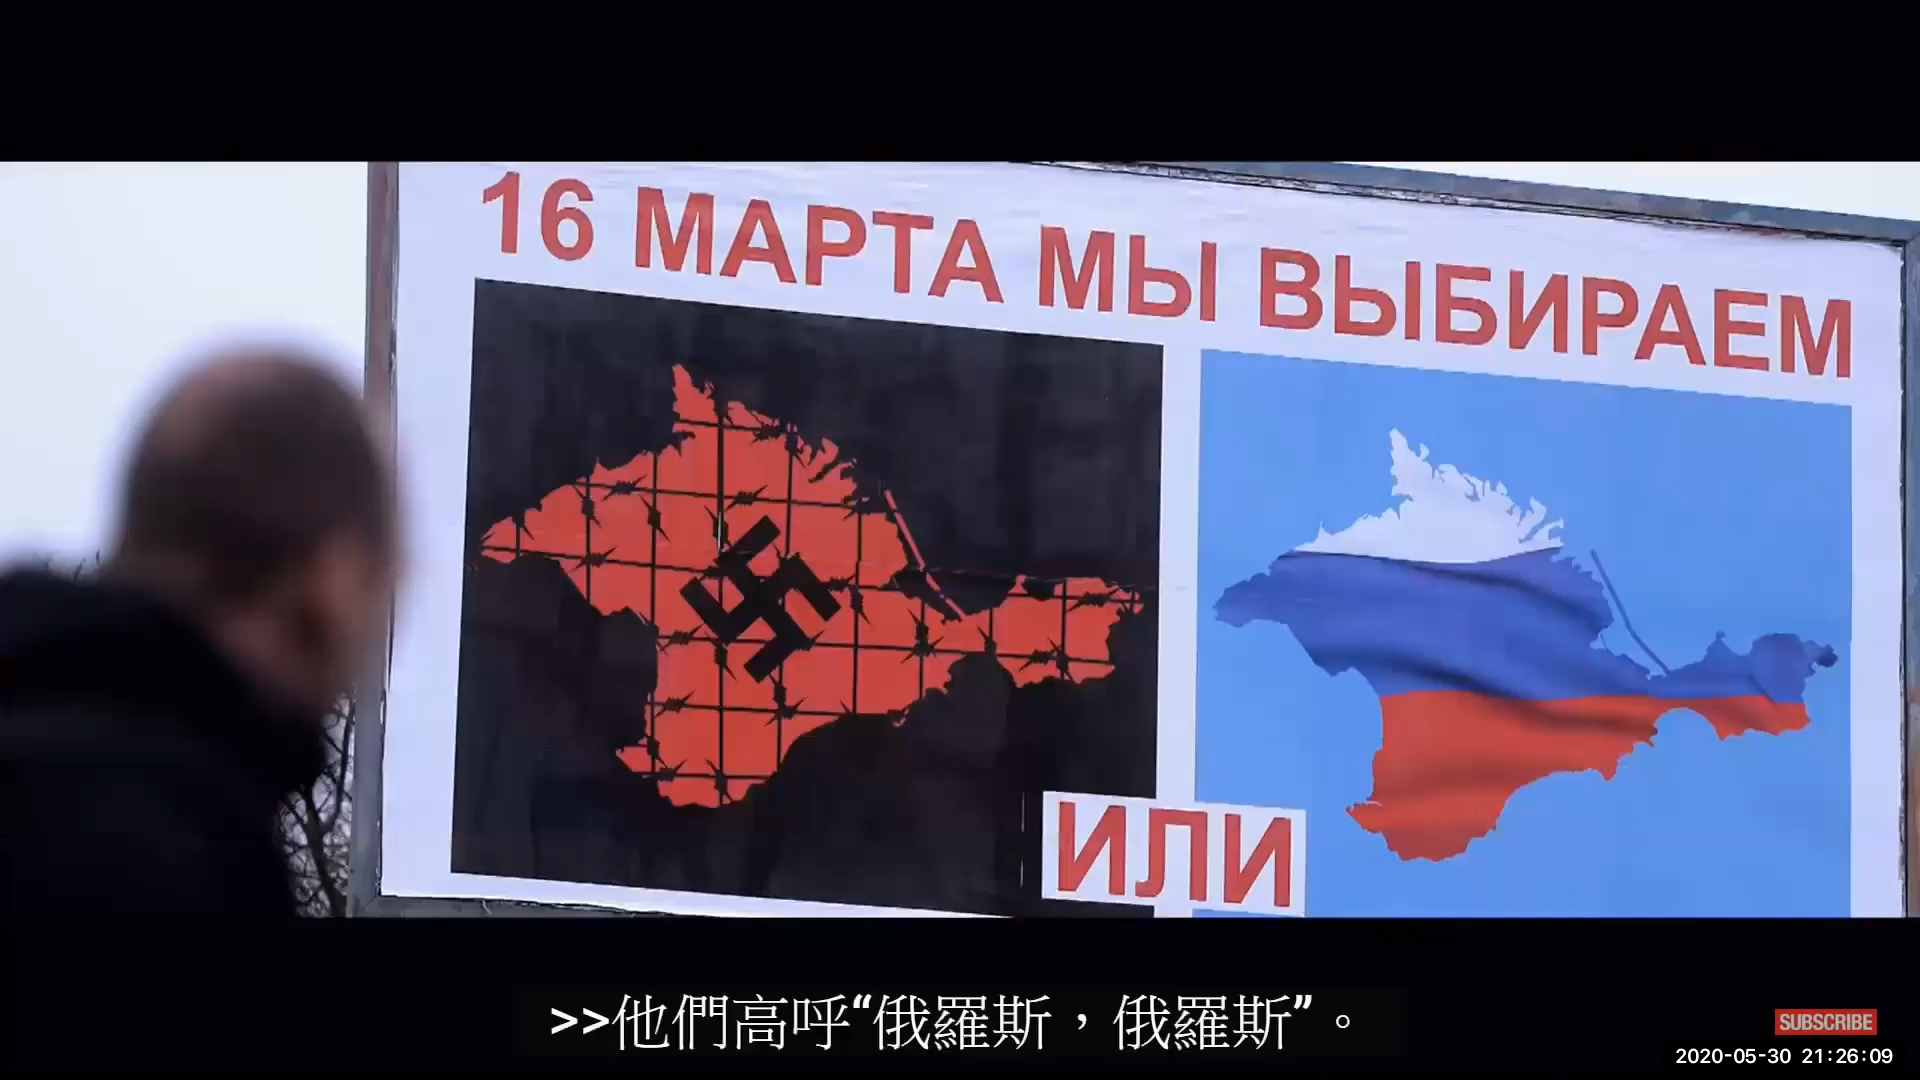 16 МАРТА МЫ ВЫБИРАЕМ
ИЛИ
>>他們高呼“俄羅斯，俄羅斯”。
SUBSCRIBE
2020-05-30 21:26:09